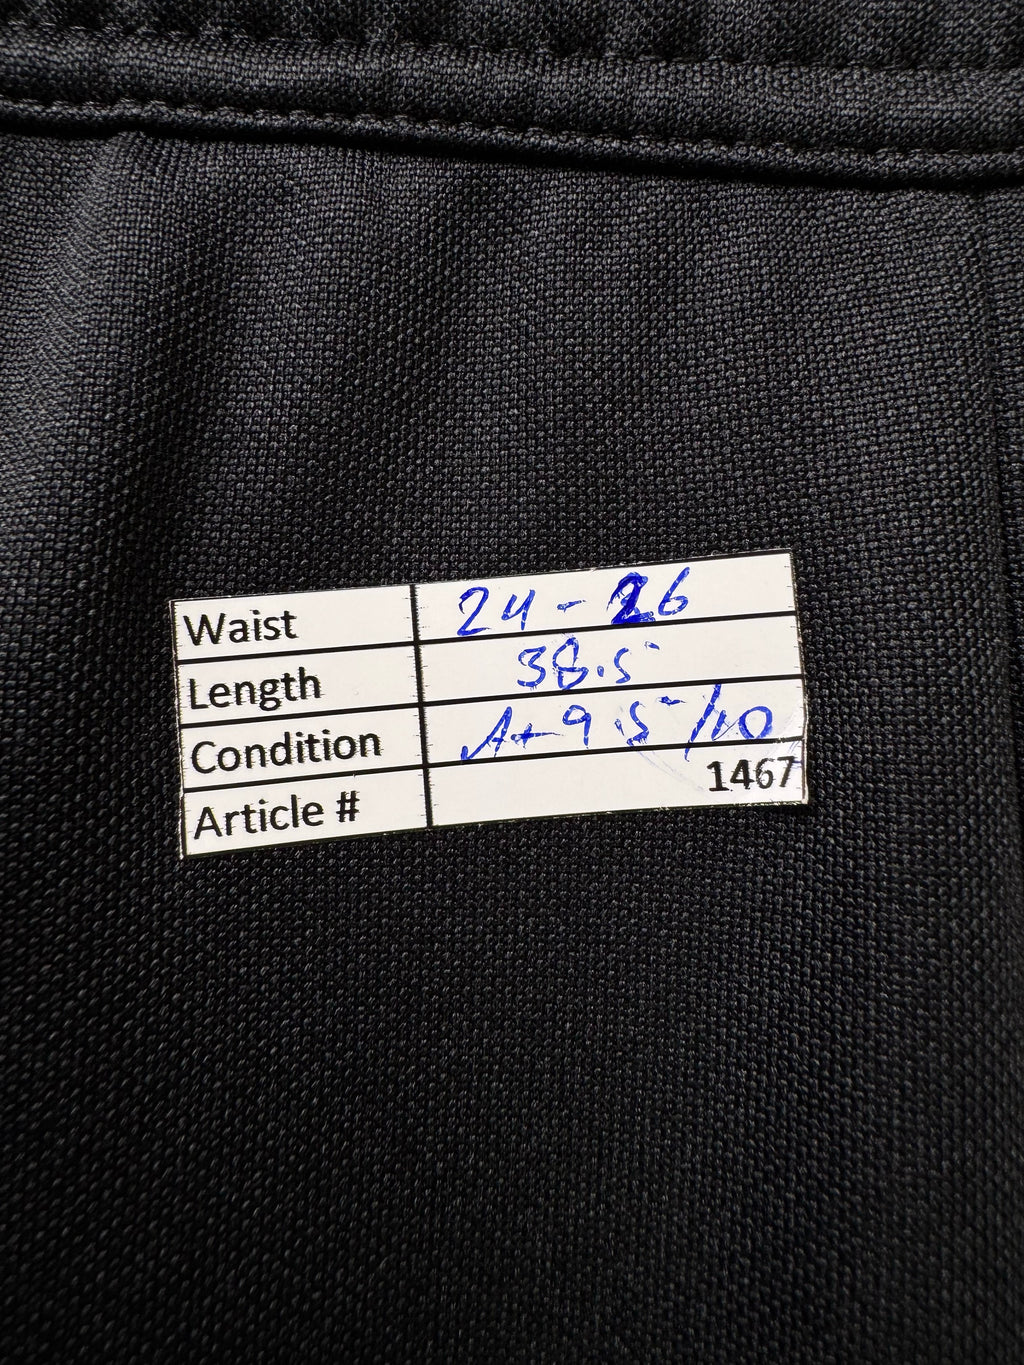 Waist 24 - 26
Length 38.5
Condition A+ 9.5/10
Article # 1467